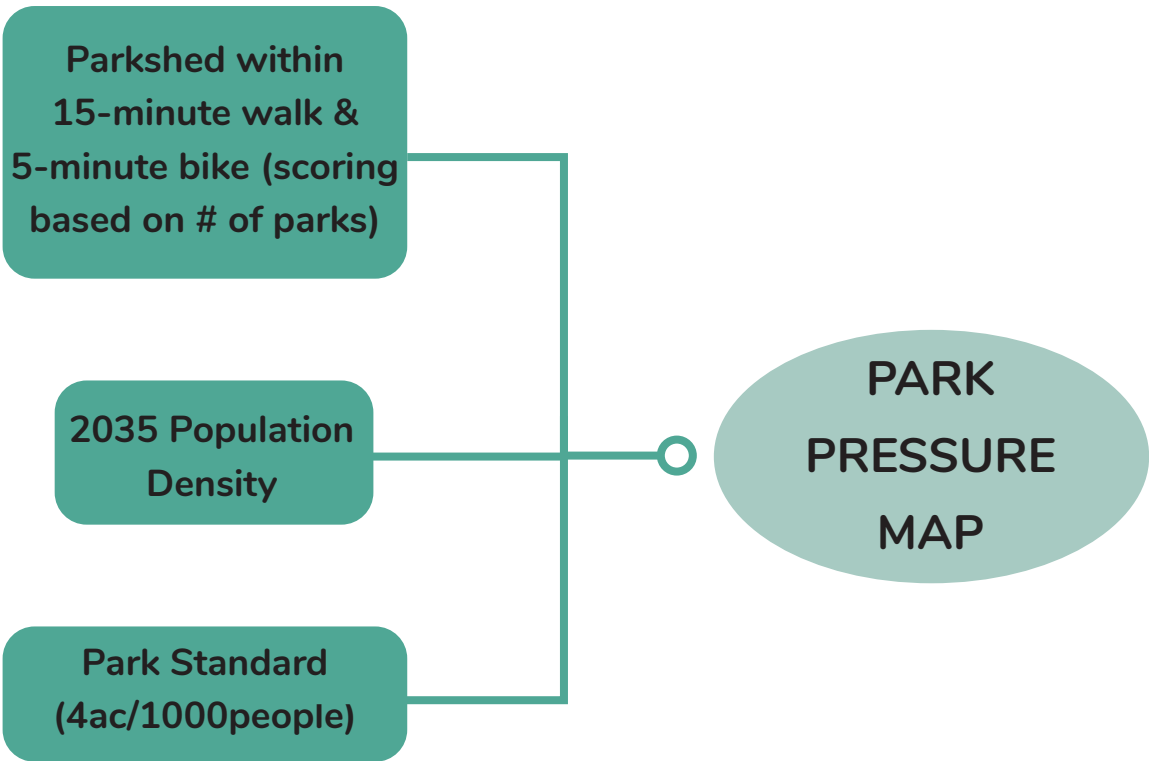 Parkshed within
15-minute walk &
5-minute bike (scoring
based on # of parks)
2035 Population
Density
Park Standard
(4ac/1000people)
PARK
PRESSURE
MAP